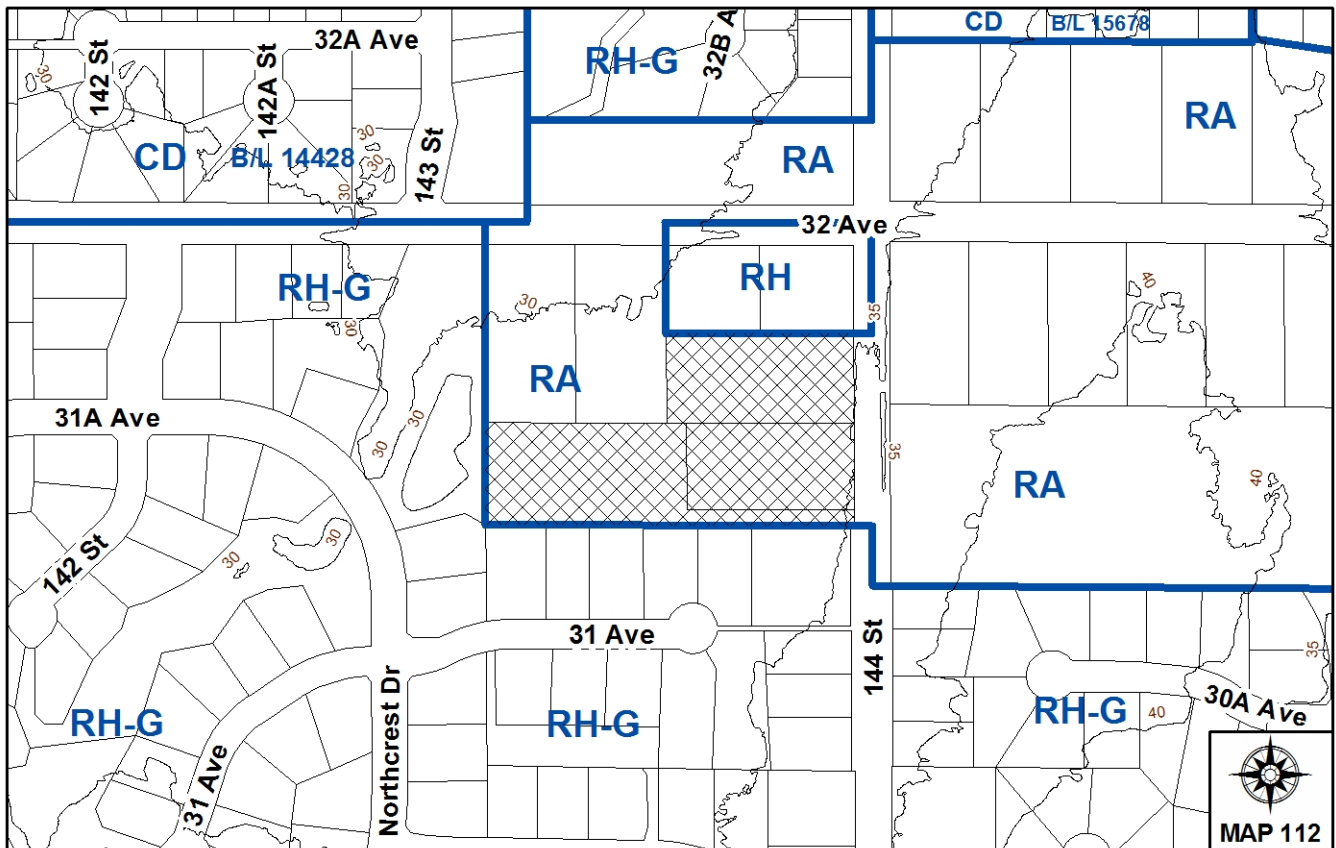 CD
B/L 15678
32A Ave
142 St
142A St
RH-G
32B A
30
RA
CD
B/L 14428
30
30
30
143 St
RA
32 Ave
RH-G
RH
40
30
30
35
RA
31A Ave
30
30
35
RA
40
142 St
30
30
31 Ave
144 St
35
Northcrest Dr
RH-G
RH-G
RH-G
40
30A Ave
31 Ave
MAP 112